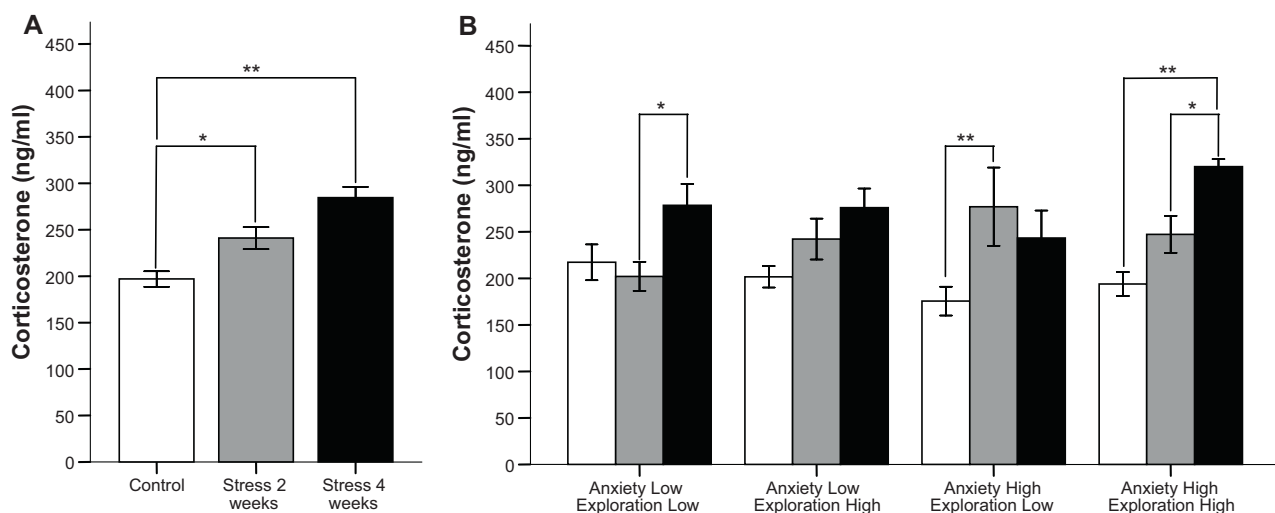 A
Corticosterone (ng/ml)
450
400
350
300
250
200
150
100
50
0
**
*
Control
Stress 2
weeks
Stress 4
weeks
B
Corticosterone (ng/ml)
450
400
350
300
250
200
150
100
50
0
*
**
**
*
Anxiety Low
Exploration Low
Anxiety Low
Exploration High
Anxiety High
Exploration Low
Anxiety High
Exploration High